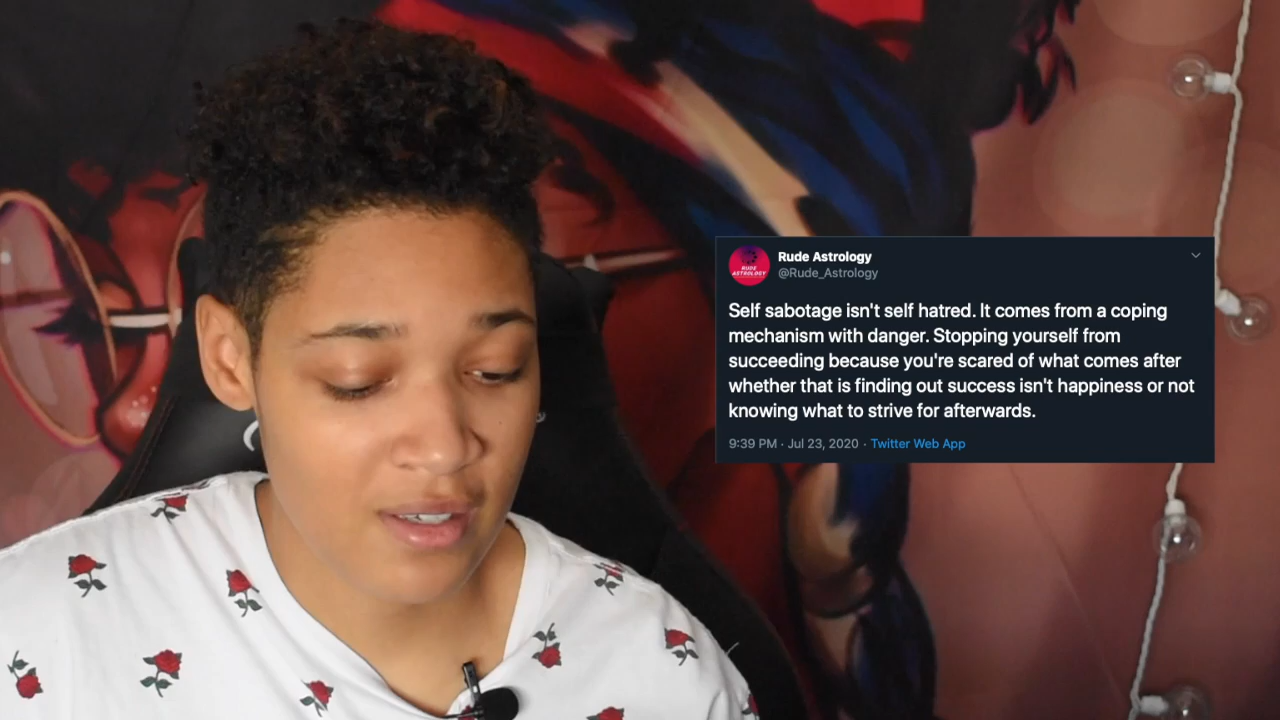 Rude Astrology
@Rude_Astrology
RUDE
ASTROLOGY
Self sabotage isn't self hatred. It comes from a coping
mechanism with danger. Stopping yourself from
succeeding because you're scared of what comes after
whether that is finding out success isn't happiness or not
knowing what to strive for afterwards.
9:39 PM · Jul 23, 2020 · Twitter Web App